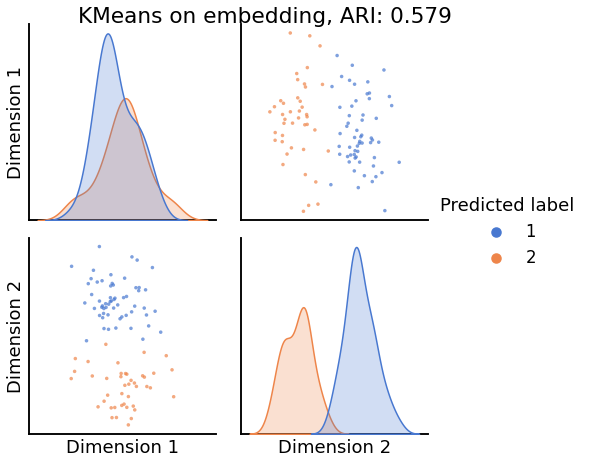 KMeans on embedding, ARI: 0.579
Dimension 1
Predicted label
1
2
Dimension 2
Dimension 1
Dimension 2